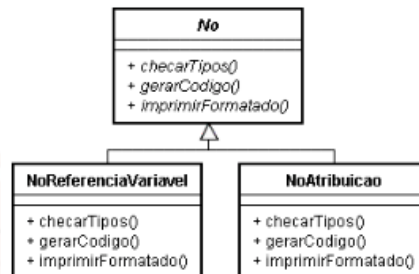 No
+ checarTipos()
+ gerarCodigo()
+ imprimirFormatado()
NoReferenciaVariavel
+ checarTipos()
+ gerarCodigo()
+ imprimirFormatado()
NoAtribuicao
+ checarTipos()
+ gerarCodigo()
+ imprimirFormatado()